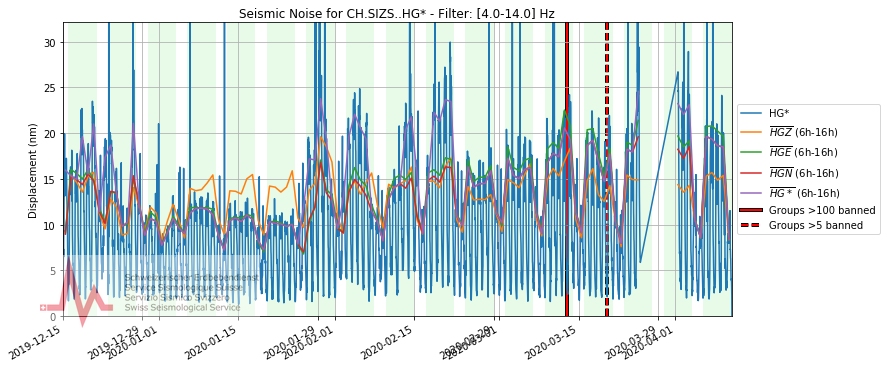 Seismic Noise for CH.SIZS..HG* - Filter: [4.0-14.0] Hz
Displacement (nm)
30
25
20
15
10
5
0
2019-12-15
2019-12-29
2020-01-01
2020-01-15
2020-01-29
2020-02-01
2020-02-15
2020-03-01
2020-03-15
2020-03-29
2020-04-01
Schweizerischer Erdbebendienst
Service Sismologique Suisse
Servizio Sismico Svizzero
Swiss Seismological Service
HG*
HGZ (6h-16h)
HGE (6h-16h)
HGN (6h-16h)
HG* (6h-16h)
Groups >100 banned
Groups >5 banned